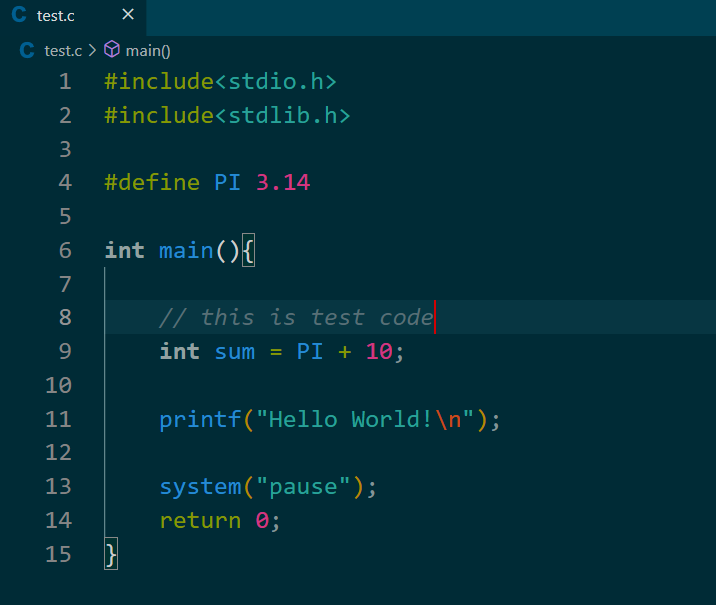 C test.c ×
C test.c > main()
1 #include<stdio.h>
2 #include<stdlib.h>
3
4 #define PI 3.14
5
6 int main(){
7
8     // this is test code
9     int sum = PI + 10;
10
11     printf("Hello World!\n");
12
13     system("pause");
14     return 0;
15 }